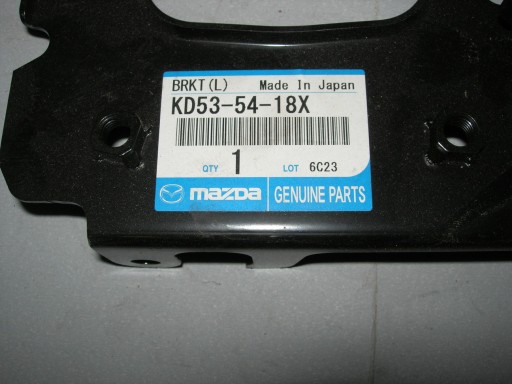 BRKT(L) Made In Japan
KD53-54-18X
QTY 1 LOT 6C23
mazda GENUINE PARTS